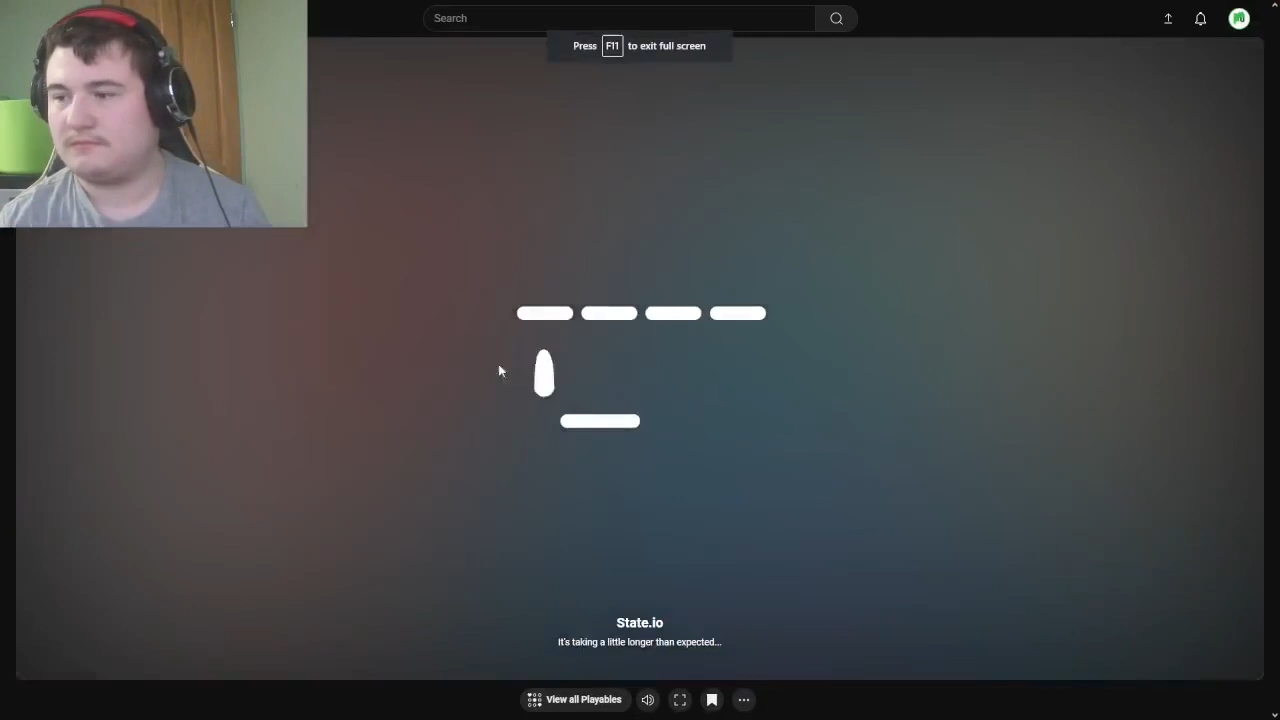 Search
Press F11 to exit full screen
State.io
It's taking a little longer than expected...
View all Playables